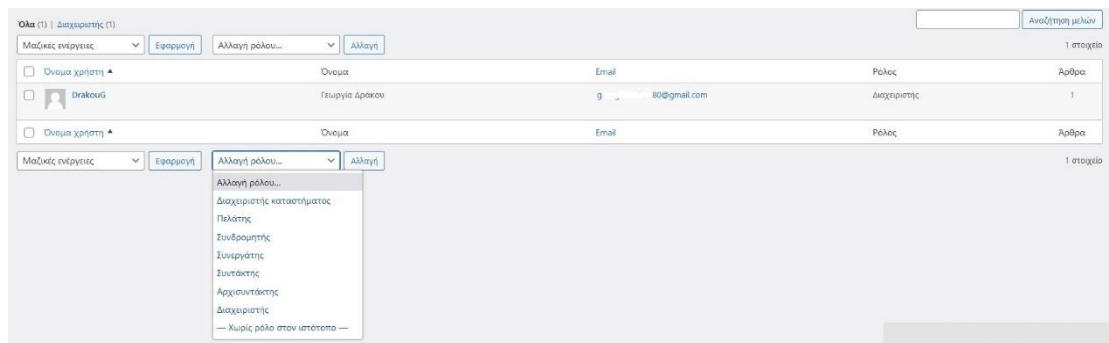 Όλα (1) | Διαχειριστής (1) Αναζήτηση μελών
Μαζικές ενέργειες Εφαρμογή Αλλαγή ρόλου... Αλλαγή 1 στοιχείο
Όνομα χρήστη Όνομα Email Ρόλος Άρθρα
DrakouG Γεωργία Δράκου g 80@gmail.com Διαχειριστής 1
Όνομα χρήστη Όνομα Email Ρόλος Άρθρα
Μαζικές ενέργειες Εφαρμογή Αλλαγή ρόλου... Αλλαγή 1 στοιχείο
Αλλαγή ρόλου...
Διαχειριστής καταστήματος
Πελάτης
Συνδρομητής
Συνεργάτης
Συντάκτης
Αρχισυντάκτης
Διαχειριστής
— Χωρίς ρόλο στον ιστότοπο —